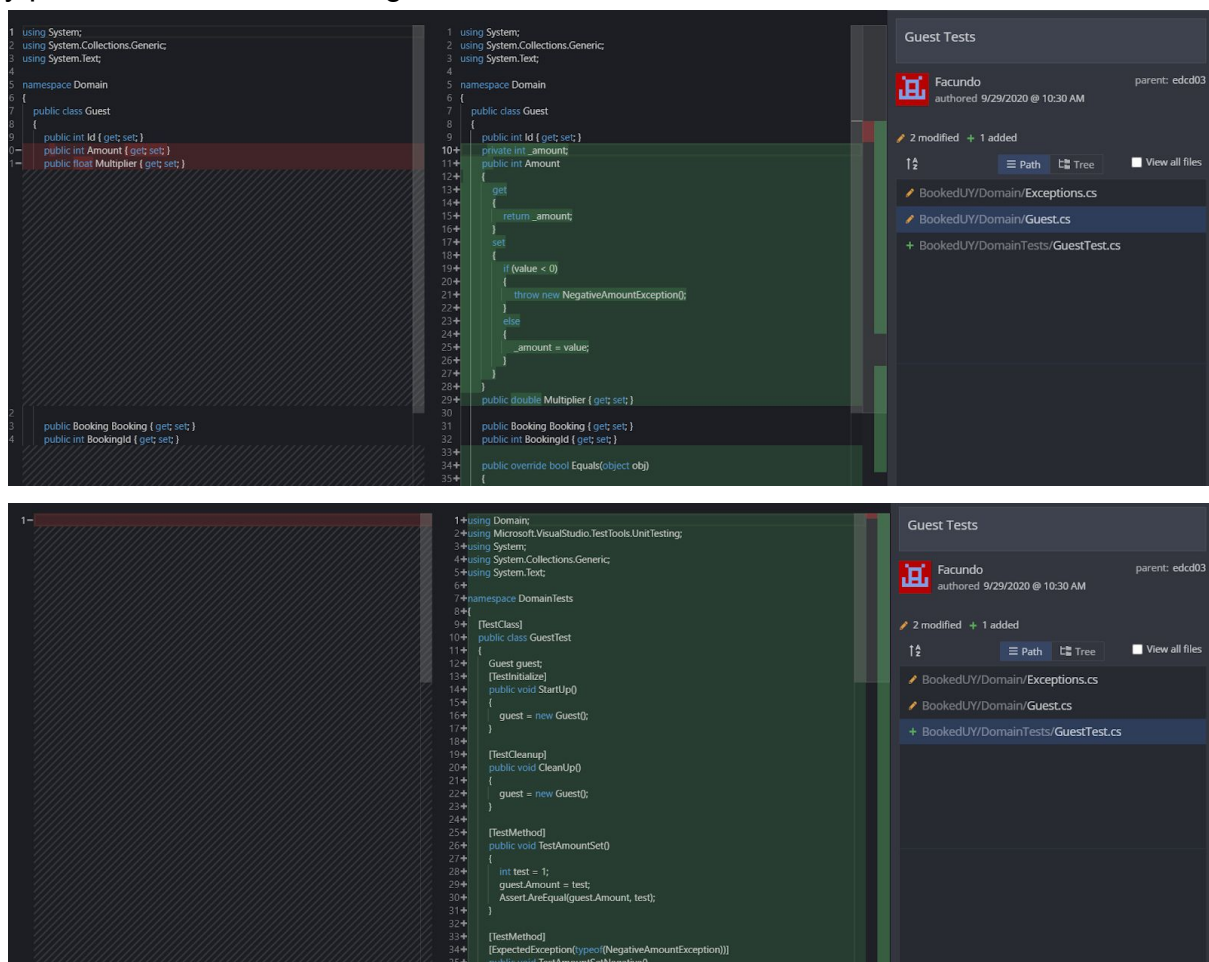 1 using System;
2 using System.Collections.Generic;
3 using System.Text;
4
5 namespace Domain
6 {
7 public class Guest
8 {
9 public int Id { get; set; }
0− public int Amount { get; set; }
1− public float Multiplier { get; set; }
2
3 public Booking Booking { get; set; }
4 public int BookingId { get; set; }
1 using System;
2 using System.Collections.Generic;
3 using System.Text;
4
5 namespace Domain
6 {
7 public class Guest
8 {
9 public int Id { get; set; }
10+ private int _amount;
11+ public int Amount
12+ {
13+ get
14+ {
15+ return _amount;
16+ }
17+ set
18+ {
19+ if (value < 0)
20+ {
21+ throw new NegativeAmountException();
22+ }
23+ else
24+ {
25+ _amount = value;
26+ }
27+ }
28+ }
29+ public double Multiplier { get; set; }
30
31 public Booking Booking { get; set; }
32 public int BookingId { get; set; }
33+
34+ public override bool Equals(object obj)
35+ {
Guest Tests
Facundo parent: edcd03
authored 9/29/2020 @ 10:30 AM
2 modified + 1 added
Path Tree View all files
BookedUY/Domain/Exceptions.cs
BookedUY/Domain/Guest.cs
+ BookedUY/DomainTests/GuestTest.cs
1−
1+using Domain;
2+using Microsoft.VisualStudio.TestTools.UnitTesting;
3+using System;
4+using System.Collections.Generic;
5+using System.Text;
6+
7+namespace DomainTests
8+{
9+ [TestClass]
10+ public class GuestTest
11+ {
12+ Guest guest;
13+ [TestInitialize]
14+ public void StartUp()
15+ {
16+ guest = new Guest();
17+ }
18+
19+ [TestCleanup]
20+ public void CleanUp()
21+ {
22+ guest = new Guest();
23+ }
24+
25+ [TestMethod]
26+ public void TestAmountSet()
27+ {
28+ int test = 1;
29+ guest.Amount = test;
30+ Assert.AreEqual(guest.Amount, test);
31+ }
32+
33+ [TestMethod]
34+ [ExpectedException(typeof(NegativeAmountException))]
Guest Tests
Facundo parent: edcd03
authored 9/29/2020 @ 10:30 AM
2 modified + 1 added
Path Tree View all files
BookedUY/Domain/Exceptions.cs
BookedUY/Domain/Guest.cs
+ BookedUY/DomainTests/GuestTest.cs